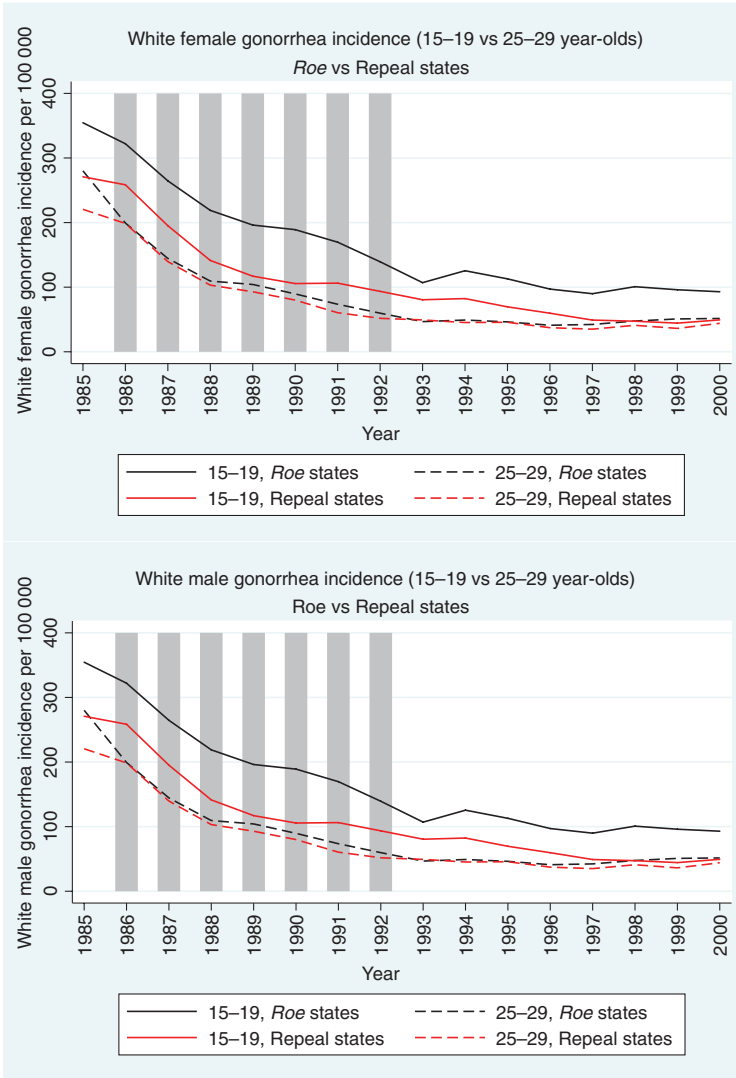 White female gonorrhea incidence (15–19 vs 25–29 year-olds)
Roe vs Repeal states
White female gonorrhea incidence per 100 000
400
300
200
100
0
1985 1986 1987 1988 1989 1990 1991 1992 1993 1994 1995 1996 1997 1998 1999 2000
Year
15–19, Roe states 25–29, Roe states
15–19, Repeal states 25–29, Repeal states
White male gonorrhea incidence (15–19 vs 25–29 year-olds)
Roe vs Repeal states
White male gonorrhea incidence per 100 000
400
300
200
100
0
1985 1986 1987 1988 1989 1990 1991 1992 1993 1994 1995 1996 1997 1998 1999 2000
Year
15–19, Roe states 25–29, Roe states
15–19, Repeal states 25–29, Repeal states